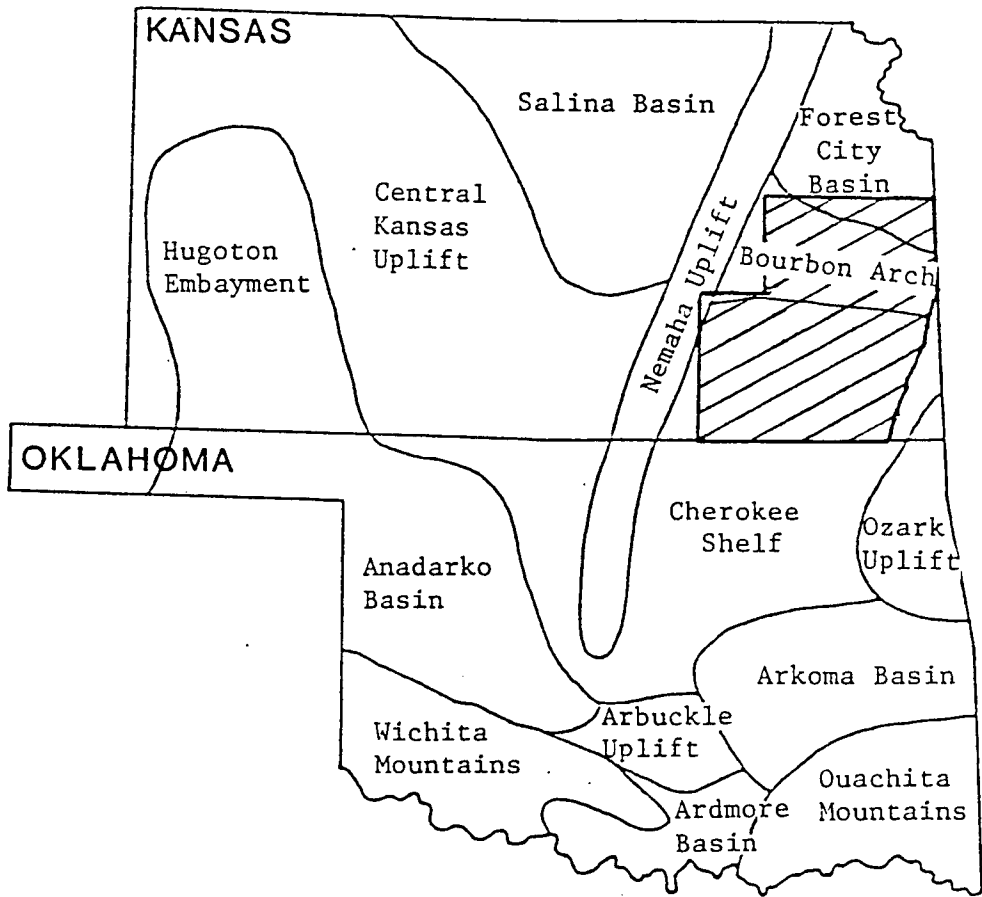 KANSAS
Salina Basin
Forest
City
Basin
Central
Kansas
Uplift
Hugoton
Embayment
Nemaha Uplift
Bourbon Arch
OKLAHOMA
Cherokee
Shelf
Ozark
Uplift
Anadarko
Basin
Arkoma Basin
Arbuckle
Uplift
Wichita
Mountains
Ouachita
Mountains
Ardmore
Basin